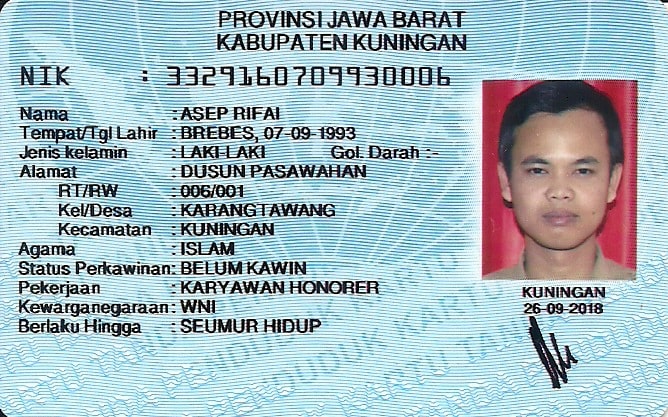 PROVINSI JAWA BARAT
KABUPATEN KUNINGAN
NIK : 3329160709930006
Nama : ASEP RIFAI
Tempat/Tgl Lahir : BREBES, 07-09-1993
Jenis kelamin : LAKI-LAKI Gol. Darah :-
Alamat : DUSUN PASAWAHAN
RT/RW : 006/001
Kel/Desa : KARANGTAWANG
Kecamatan : KUNINGAN
Agama : ISLAM
Status Perkawinan: BELUM KAWIN
Pekerjaan : KARYAWAN HONORER
Kewarganegaraan: WNI
Berlaku Hingga : SEUMUR HIDUP
KUNINGAN
26-09-2018